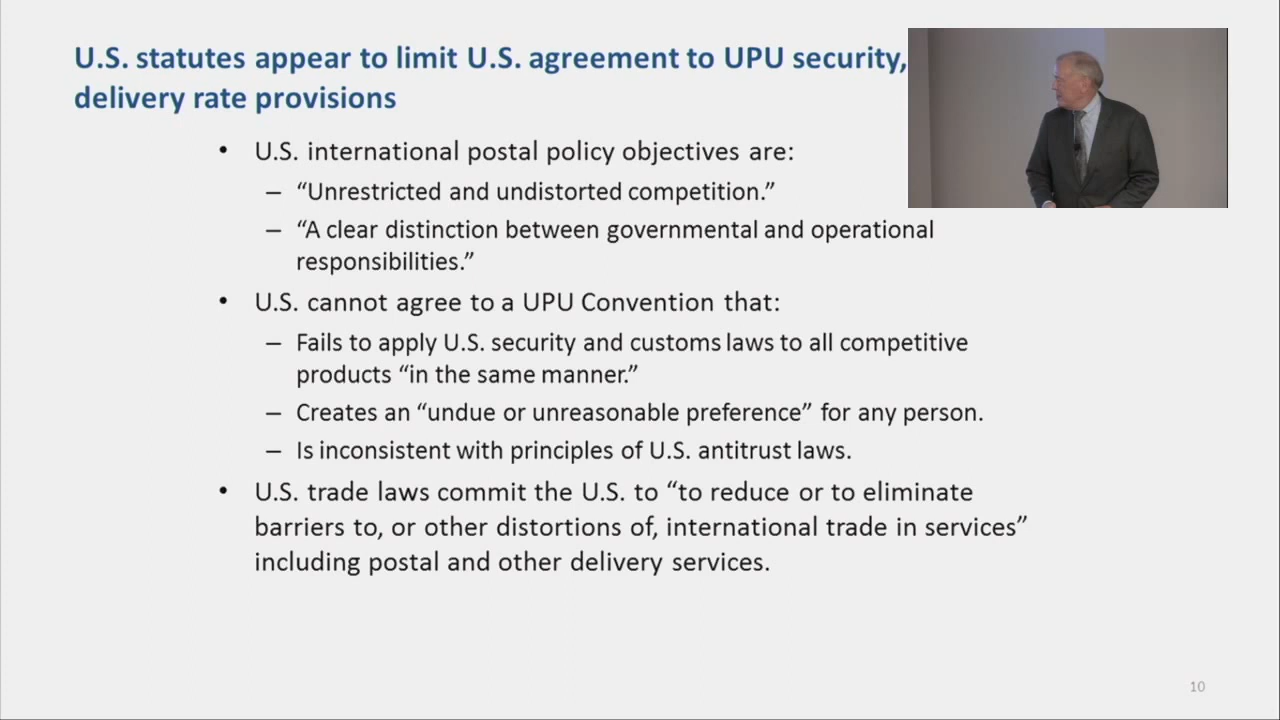 U.S. statutes appear to limit U.S. agreement to UPU security,
delivery rate provisions
• U.S. international postal policy objectives are:
– “Unrestricted and undistorted competition.”
– “A clear distinction between governmental and operational
responsibilities.”
• U.S. cannot agree to a UPU Convention that:
– Fails to apply U.S. security and customs laws to all competitive
products “in the same manner.”
– Creates an “undue or unreasonable preference” for any person.
– Is inconsistent with principles of U.S. antitrust laws.
• U.S. trade laws commit the U.S. to “to reduce or to eliminate
barriers to, or other distortions of, international trade in services”
including postal and other delivery services.
10